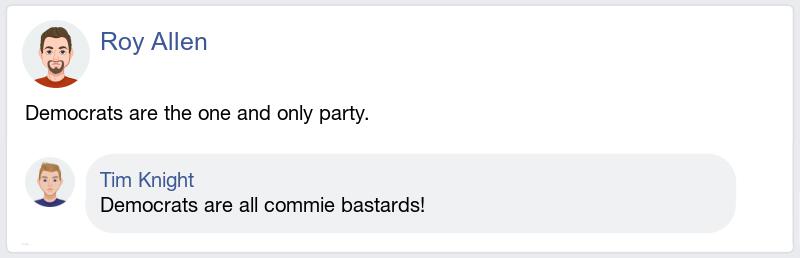 Roy Allen
Democrats are the one and only party.
Tim Knight
Democrats are all commie bastards!